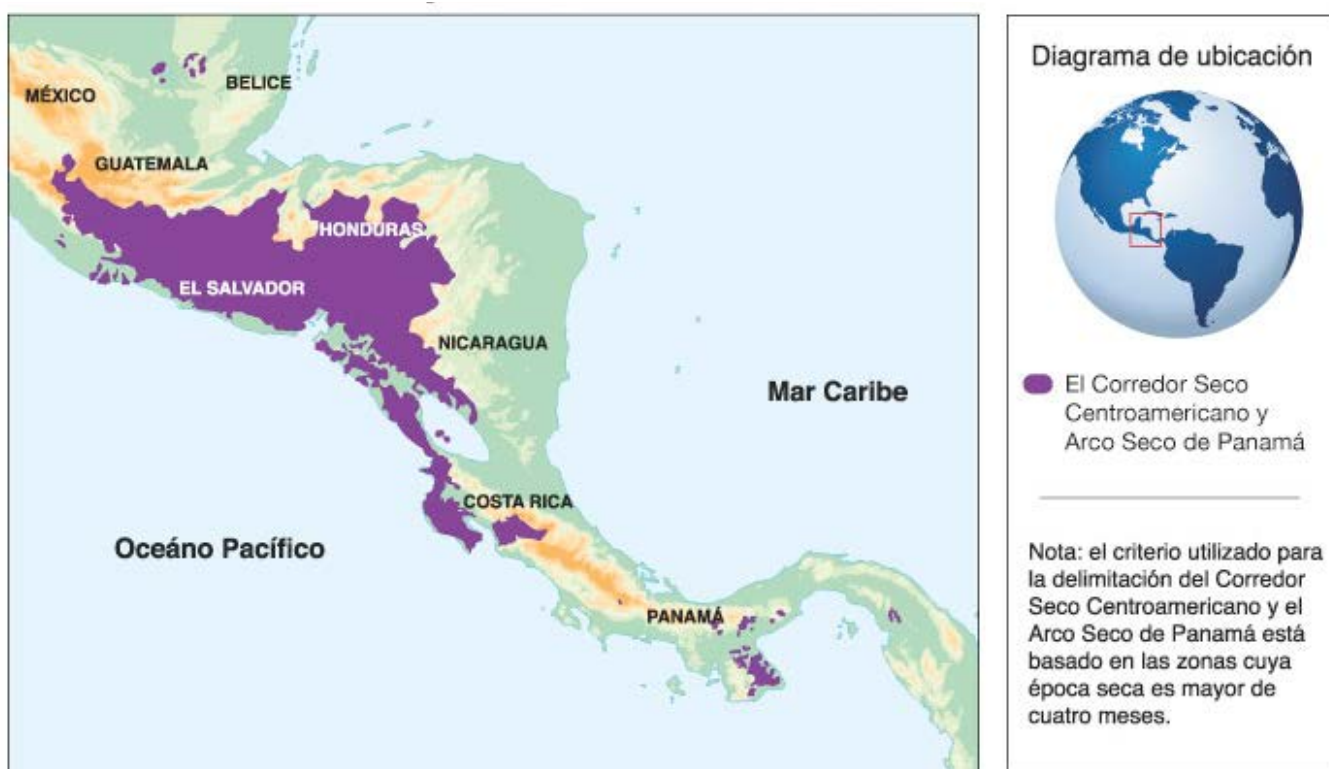 MÉXICO
BELICE
GUATEMALA
HONDURAS
EL SALVADOR
NICARAGUA
Mar Caribe
COSTA RICA
Oceáno Pacífico
PANAMÁ
Diagrama de ubicación
El Corredor Seco
Centroamericano y
Arco Seco de Panamá
Nota: el criterio utilizado para
la delimitación del Corredor
Seco Centroamericano y el
Arco Seco de Panamá está
basado en las zonas cuya
época seca es mayor de
cuatro meses.